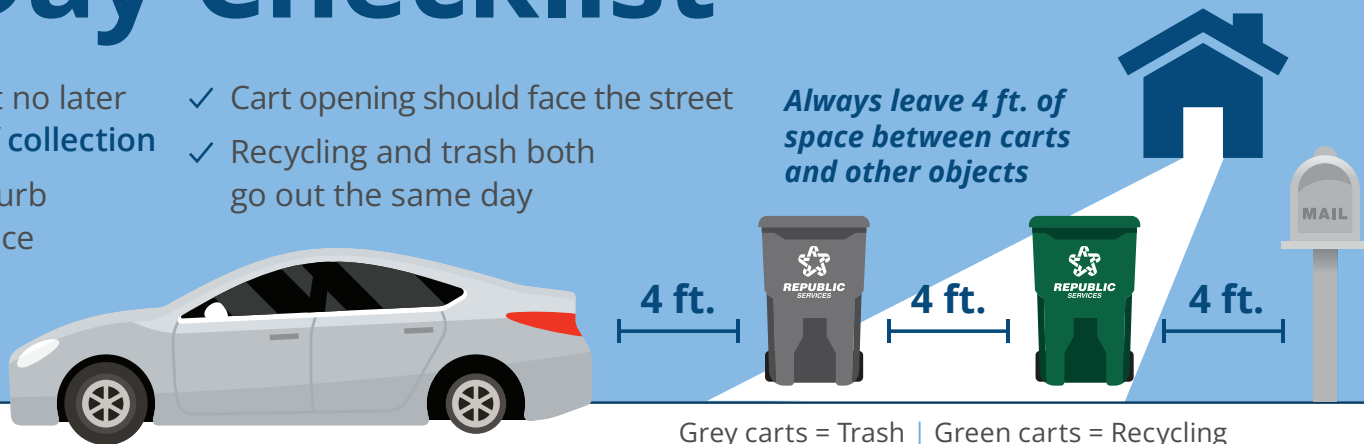 ay Checklist
t no later
collection
urb
ce
✓ Cart opening should face the street
✓ Recycling and trash both
go out the same day
Always leave 4 ft. of
space between carts
and other objects
MAIL
4 ft.
REPUBLIC
SERVICES
4 ft.
REPUBLIC
SERVICES
4 ft.
Grey carts = Trash | Green carts = Recycling